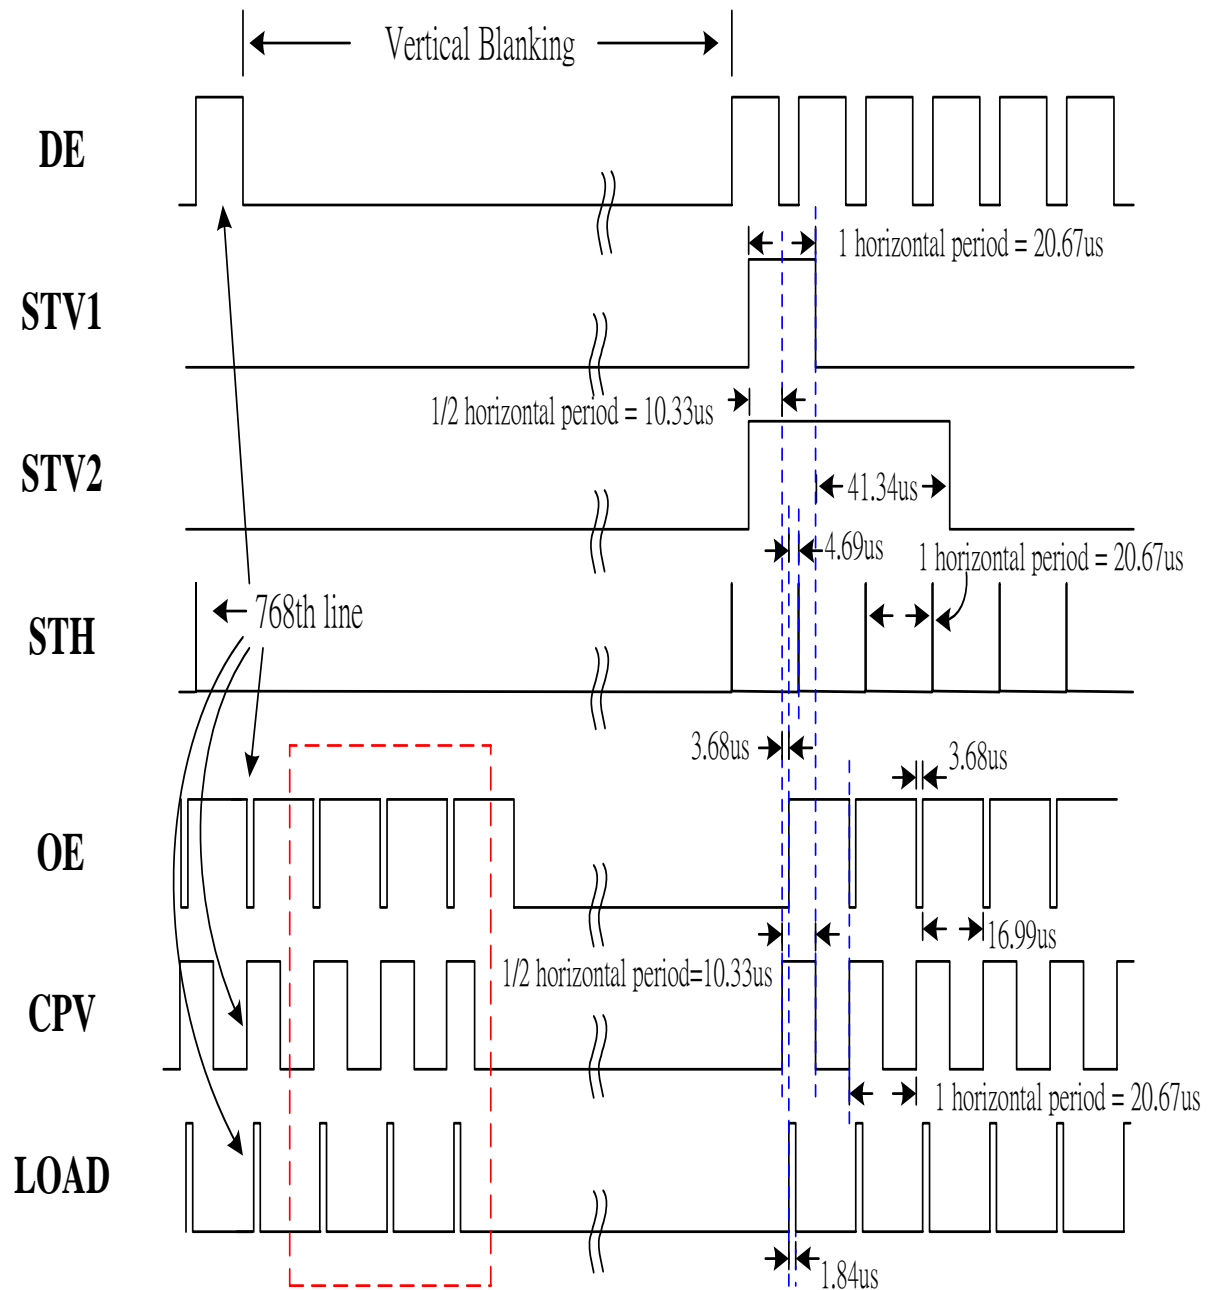 Vertical Blanking
DE
1 horizontal period = 20.67us
STV1
1/2 horizontal period = 10.33us
STV2
41.34us
4.69us
1 horizontal period = 20.67us
768th line
STH
3.68us
3.68us
OE
16.99us
1/2 horizontal period=10.33us
CPV
1 horizontal period = 20.67us
LOAD
1.84us